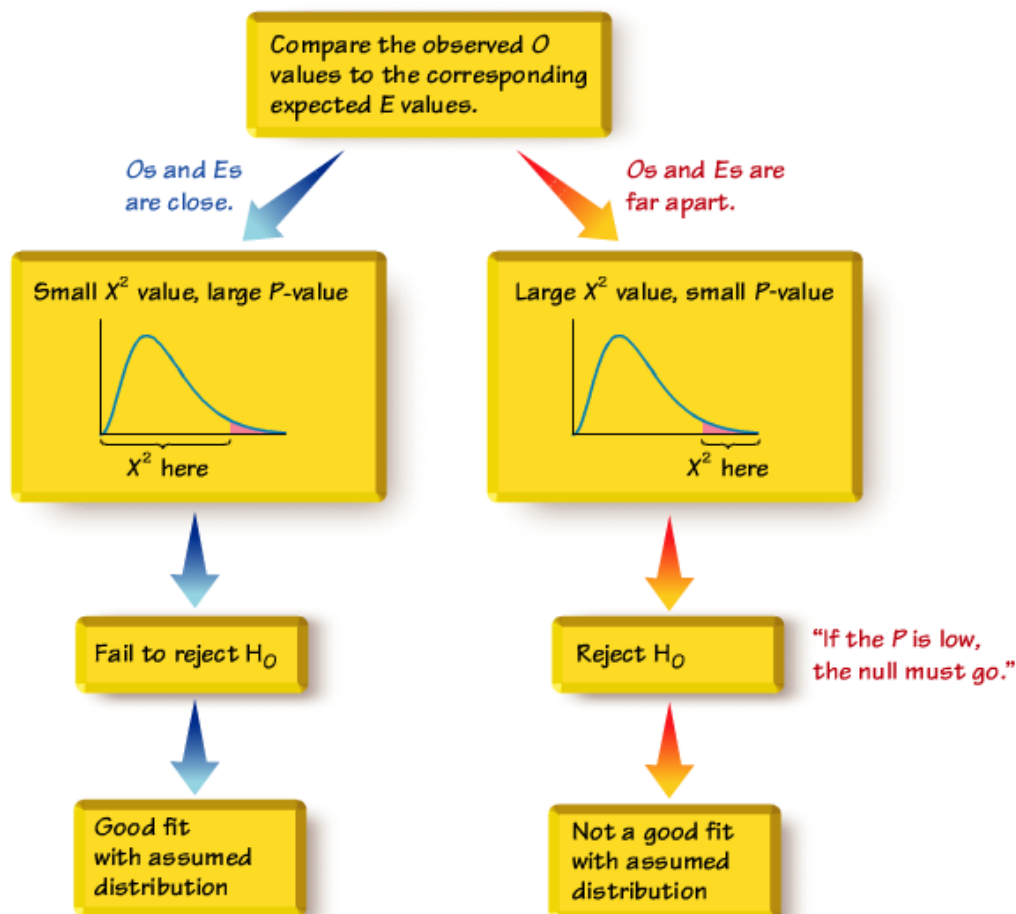 Compare the observed O
values to the corresponding
expected E values.
Os and Es
are close.
Os and Es are
far apart.
Small X² value, large P-value
X² here
Large X² value, small P-value
X² here
Fail to reject H₀
Reject H₀
“If the P is low,
the null must go.”
Good fit
with assumed
distribution
Not a good fit
with assumed
distribution